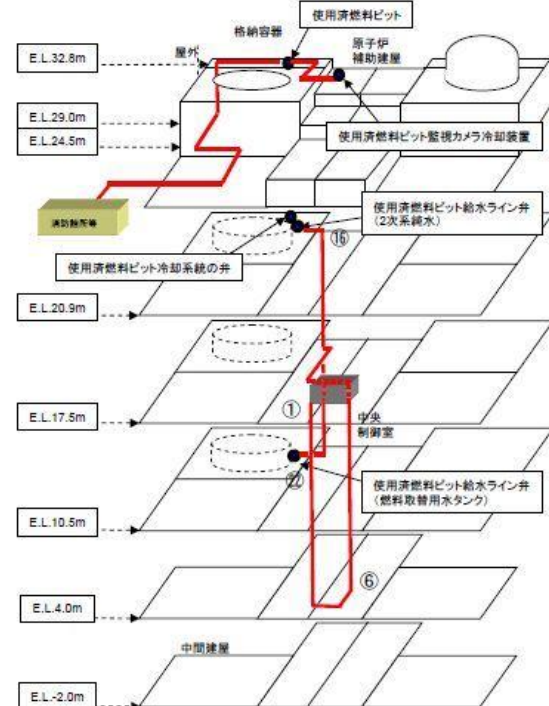 使用済燃料ピット
格納容器
原子炉
補助建屋
屋外
E.L.32.8m
E.L.29.0m
E.L.24.5m
使用済燃料ピット監視カメラ冷却装置
使用済燃料ピット給水ライン弁
(2次系純水)
⑯
使用済燃料ピット冷却系統の弁
E.L.20.9m
①
中央
制御室
E.L.17.5m
使用済燃料ピット給水ライン弁
(燃料取替用水タンク)
㉒
E.L.10.5m
⑥
E.L.4.0m
中間建屋
E.L.-2.0m